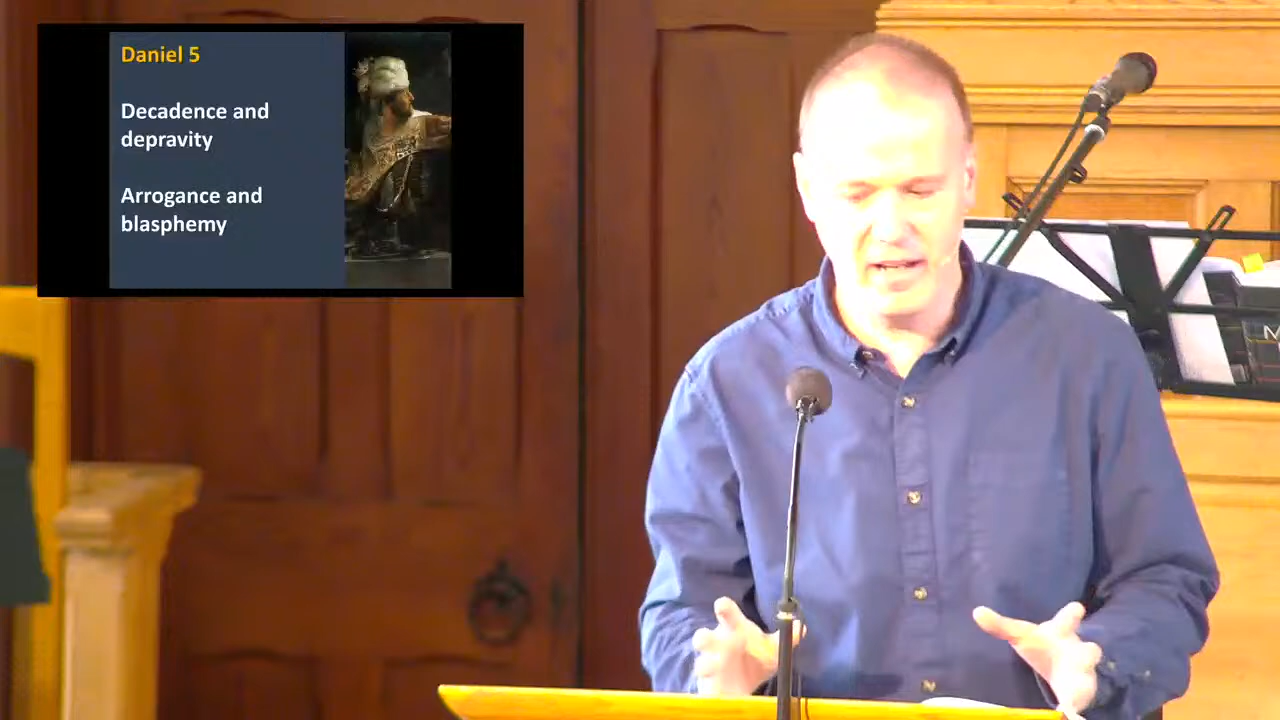 Daniel 5
Decadence and
depravity
Arrogance and
blasphemy